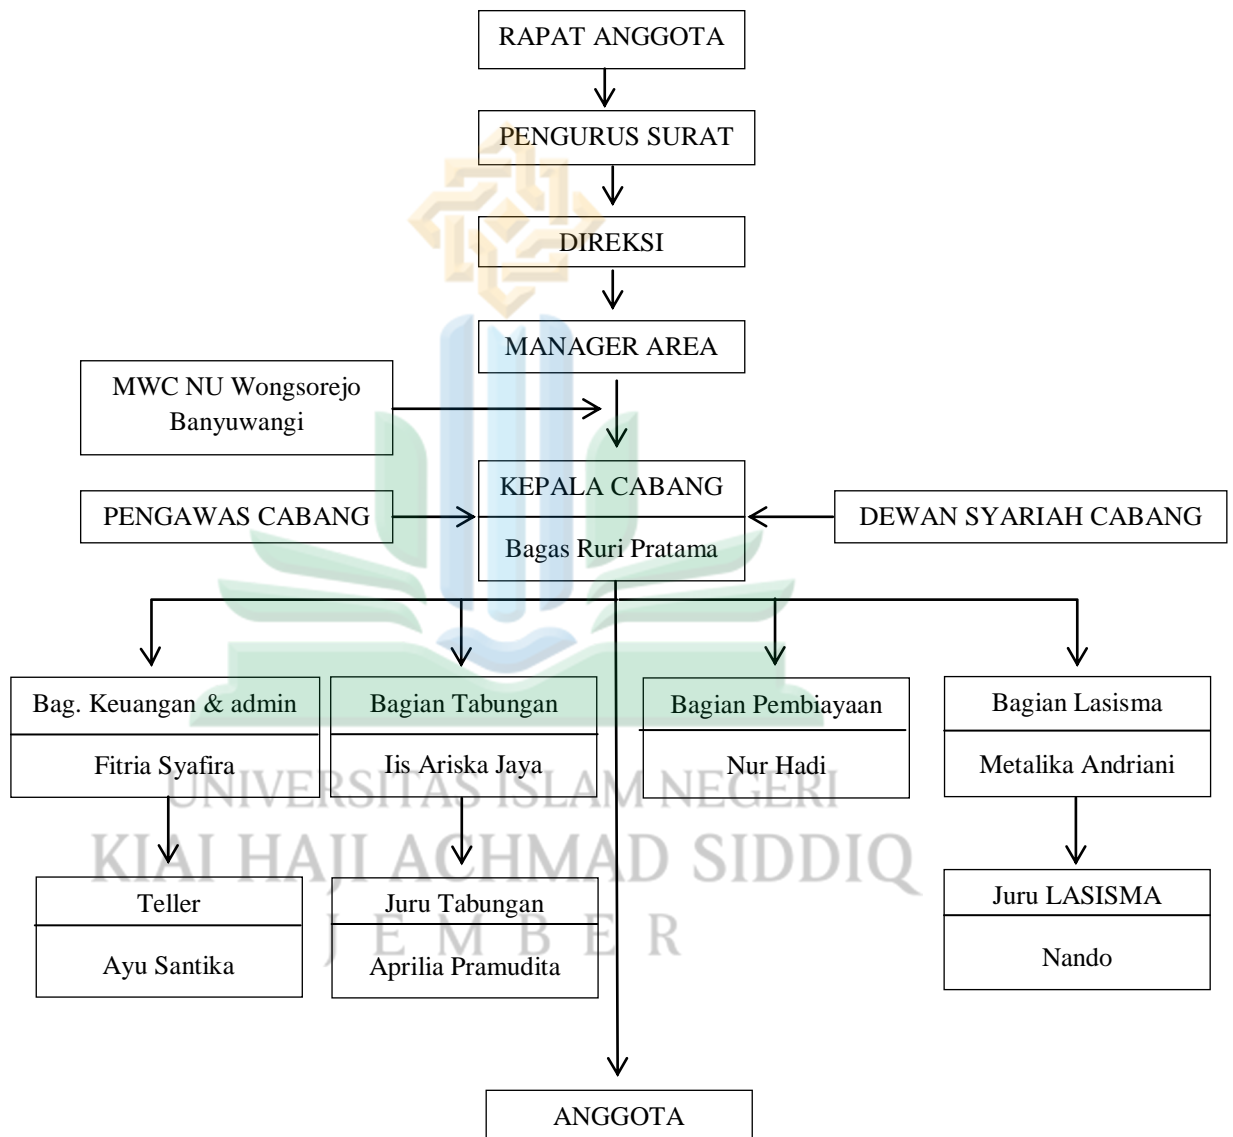 RAPAT ANGGOTA
PENGURUS SURAT
DIREKSI
MANAGER AREA
MWC NU Wongsorejo
Banyuwangi
KEPALA CABANG
Bagas Ruri Pratama
PENGAWAS CABANG
DEWAN SYARIAH CABANG
Bag. Keuangan & admin
Fitria Syafira
Bagian Tabungan
Iis Ariska Jaya
Bagian Pembiayaan
Nur Hadi
Bagian Lasisma
Metalika Andriani
UNIVERSITAS ISLAM NEGERI
KIAI HAJI ACHMAD SIDDIQ
JEMBER
Teller
Ayu Santika
Juru Tabungan
Aprilia Pramudita
Juru LASISMA
Nando
ANGGOTA